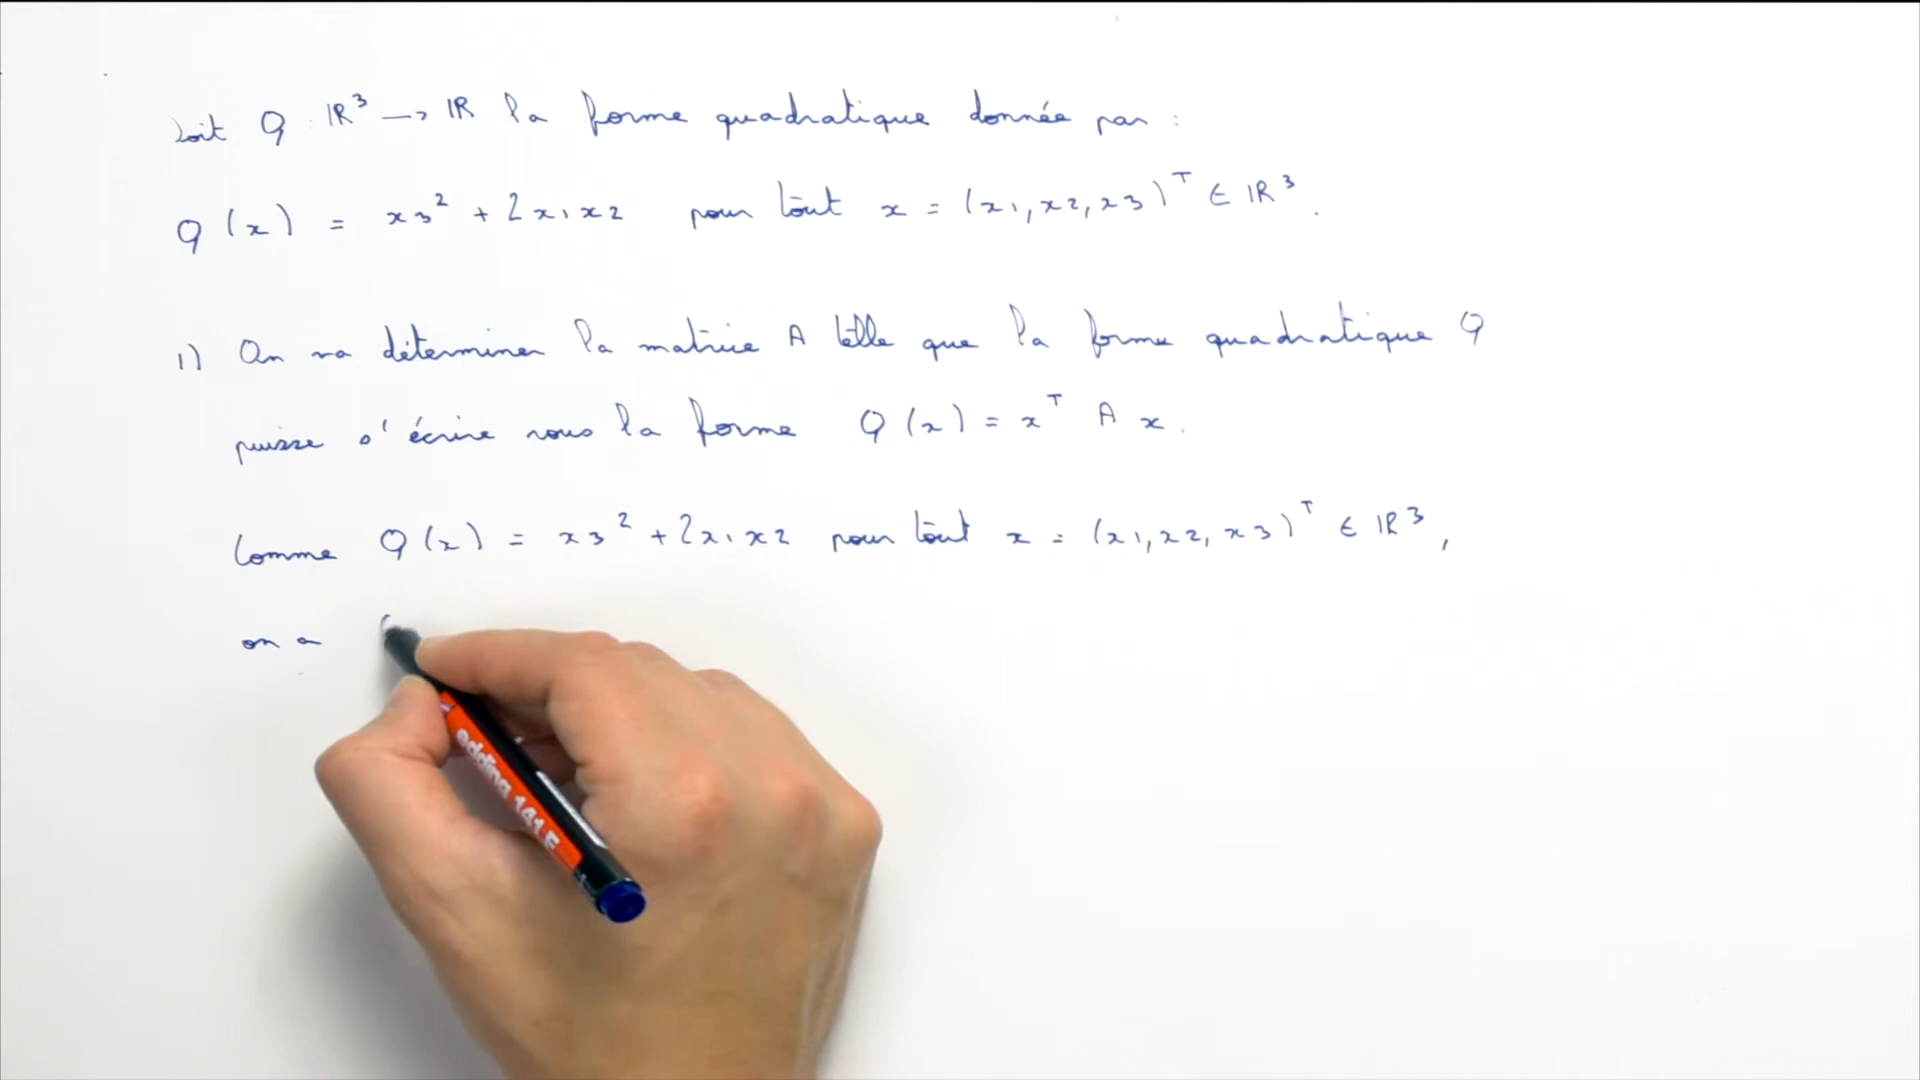 Soit Q : IR³ → IR la forme quadratique donnée par :
Q(x) = x3² + 2x1x2 pour tout x = (x1, x2, x3)ᵀ ∈ IR³.
1) On va déterminer la matrice A telle que la forme quadratique Q
puisse s'écrire sous la forme Q(x) = xᵀ A x.
Comme Q(x) = x3² + 2x1x2 pour tout x = (x1, x2, x3)ᵀ ∈ IR³,
on a
edding 141 F